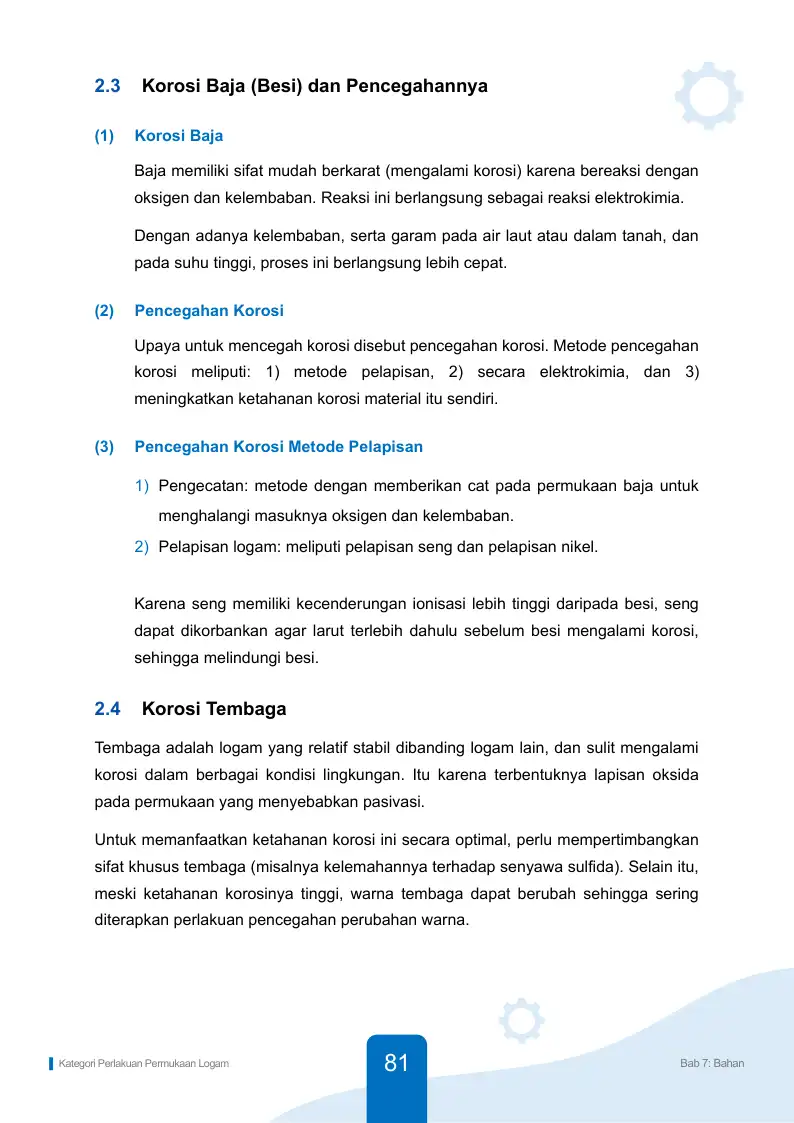 2.3 Korosi Baja (Besi) dan Pencegahannya
(1) Korosi Baja
Baja memiliki sifat mudah berkarat (mengalami korosi) karena bereaksi dengan
oksigen dan kelembaban. Reaksi ini berlangsung sebagai reaksi elektrokimia.
Dengan adanya kelembaban, serta garam pada air laut atau dalam tanah, dan
pada suhu tinggi, proses ini berlangsung lebih cepat.
(2) Pencegahan Korosi
Upaya untuk mencegah korosi disebut pencegahan korosi. Metode pencegahan
korosi meliputi: 1) metode pelapisan, 2) secara elektrokimia, dan 3)
meningkatkan ketahanan korosi material itu sendiri.
(3) Pencegahan Korosi Metode Pelapisan
1) Pengecatan: metode dengan memberikan cat pada permukaan baja untuk
menghalangi masuknya oksigen dan kelembaban.
2) Pelapisan logam: meliputi pelapisan seng dan pelapisan nikel.
Karena seng memiliki kecenderungan ionisasi lebih tinggi daripada besi, seng
dapat dikorbankan agar larut terlebih dahulu sebelum besi mengalami korosi,
sehingga melindungi besi.
2.4 Korosi Tembaga
Tembaga adalah logam yang relatif stabil dibanding logam lain, dan sulit mengalami
korosi dalam berbagai kondisi lingkungan. Itu karena terbentuknya lapisan oksida
pada permukaan yang menyebabkan pasivasi.
Untuk memanfaatkan ketahanan korosi ini secara optimal, perlu mempertimbangkan
sifat khusus tembaga (misalnya kelemahannya terhadap senyawa sulfida). Selain itu,
meski ketahanan korosinya tinggi, warna tembaga dapat berubah sehingga sering
diterapkan perlakuan pencegahan perubahan warna.
Kategori Perlakuan Permukaan Logam
81
Bab 7: Bahan